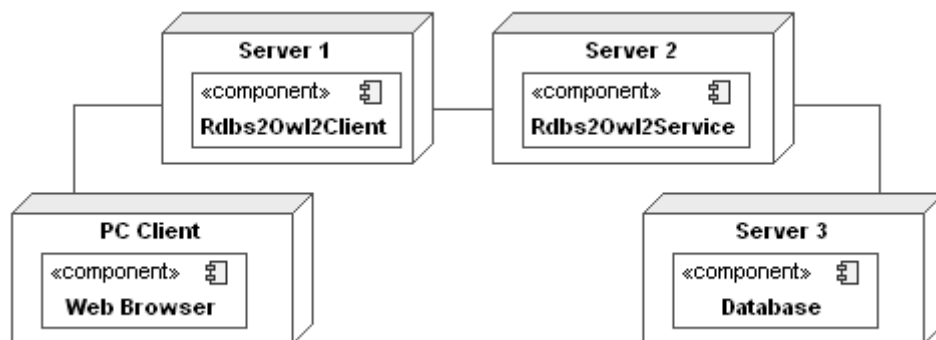 Server 1
«component»
Rdbs2Owl2Client
Server 2
«component»
Rdbs2Owl2Service
PC Client
«component»
Web Browser
Server 3
«component»
Database